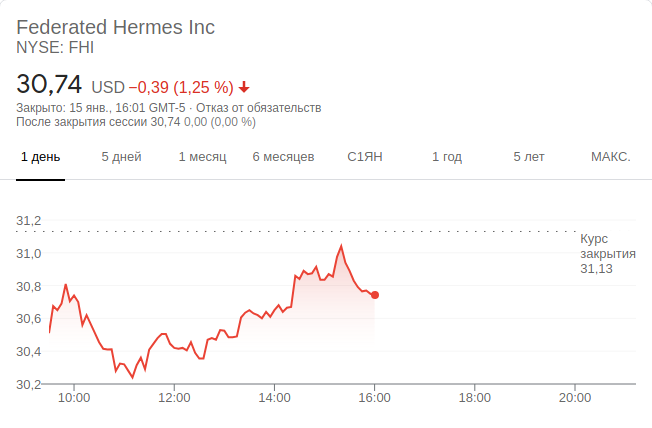 Federated Hermes Inc
NYSE: FHI
30,74 USD −0,39 (1,25 %)
Закрыто: 15 янв., 16:01 GMT-5 · Отказ от обязательств
После закрытия сессии 30,74 0,00 (0,00 %)
1 день 5 дней 1 месяц 6 месяцев С1ЯН 1 год 5 лет МАКС.
31,2
Курс
закрытия
31,13
31,0
30,8
30,6
30,4
30,2
10:00 12:00 14:00 16:00 18:00 20:00